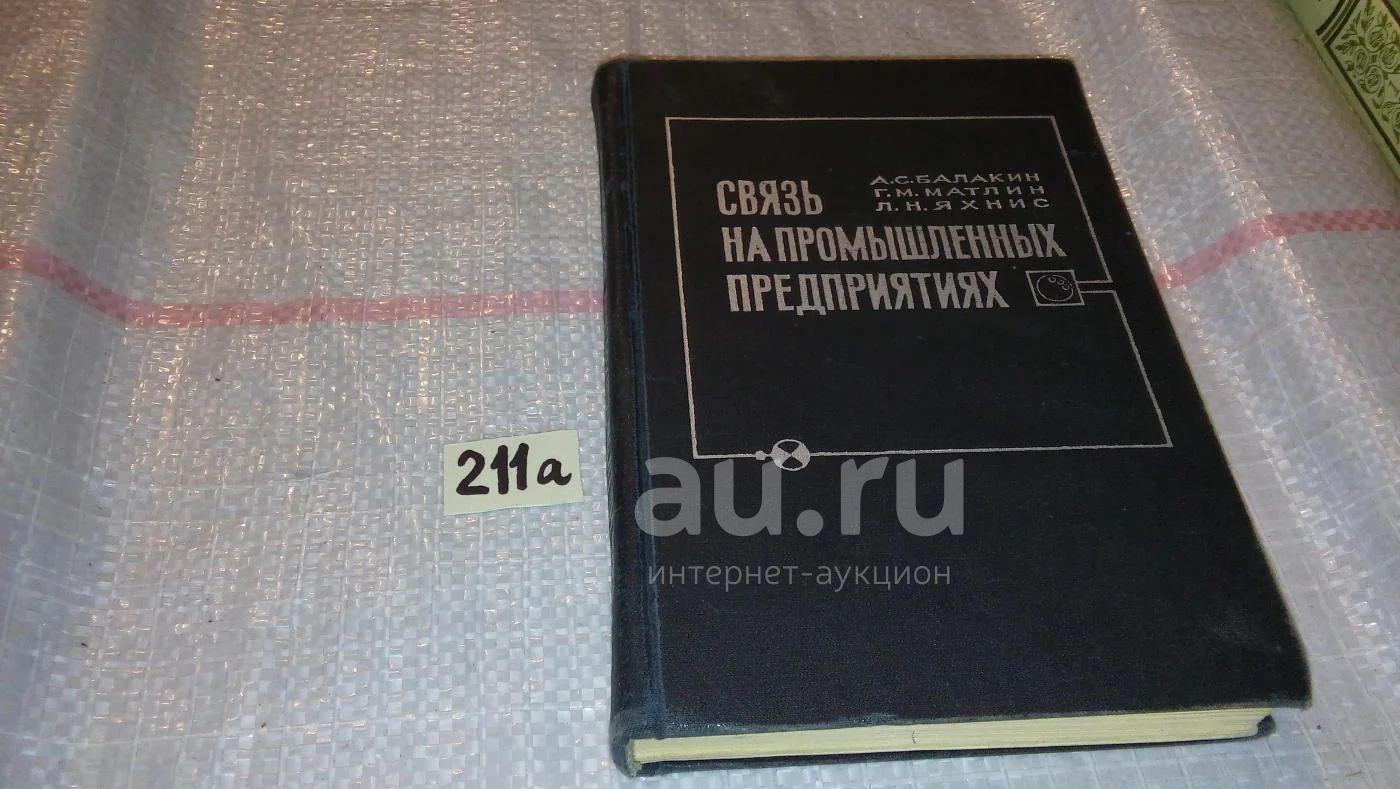 А.С.БАЛАКИН
Г.М.МАТЛИН
Л.Н.ЯХНИС
СВЯЗЬ
НА ПРОМЫШЛЕННЫХ
ПРЕДПРИЯТИЯХ
211а
au.ru
интернет-аукцион